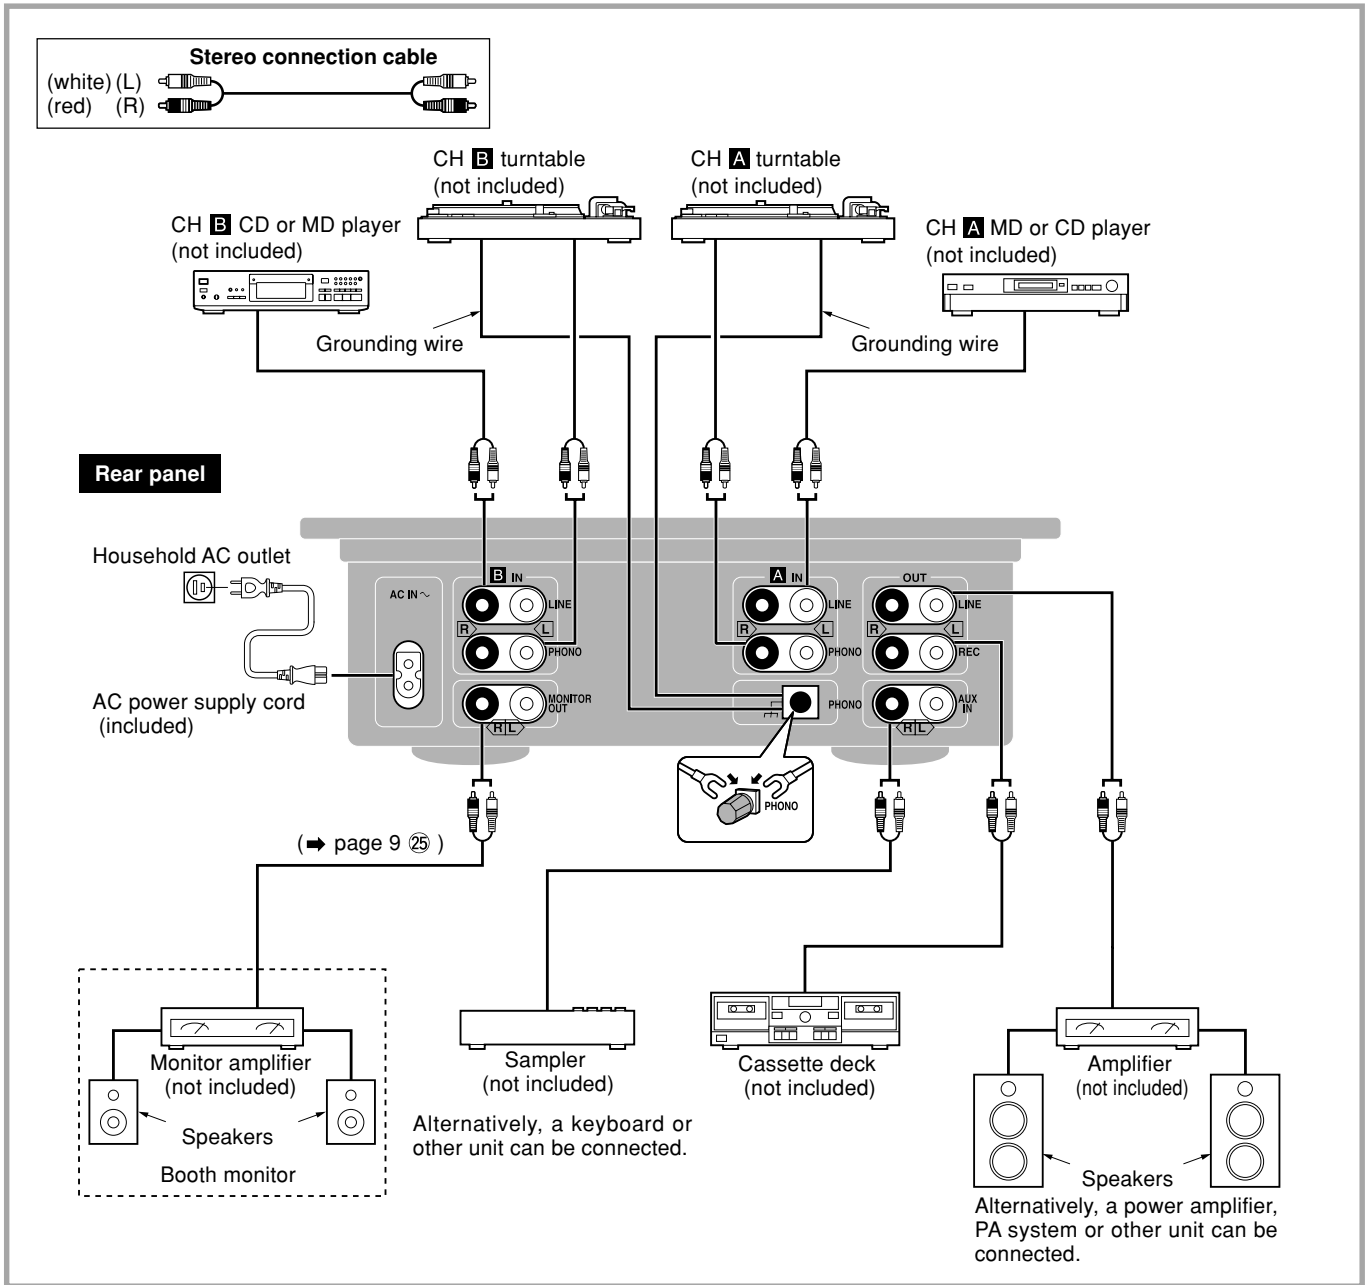 Stereo connection cable
(white) (L)
(red) (R)
CH B turntable
(not included)
CH A turntable
(not included)
CH B CD or MD player
(not included)
CH A MD or CD player
(not included)
Grounding wire
Grounding wire
Rear panel
Household AC outlet
AC IN ~
B IN
LINE
R L
PHONO
MONITOR
OUT
R L
A IN
LINE
R L
PHONO
OUT
LINE
R L
REC
PHONO
AUX
IN
R L
AC power supply cord
(included)
PHONO
(➡ page 9 ㉕ )
Monitor amplifier
(not included)
Speakers
Booth monitor
Sampler
(not included)
Alternatively, a keyboard or
other unit can be connected.
Cassette deck
(not included)
Amplifier
(not included)
Speakers
Alternatively, a power amplifier,
PA system or other unit can be
connected.